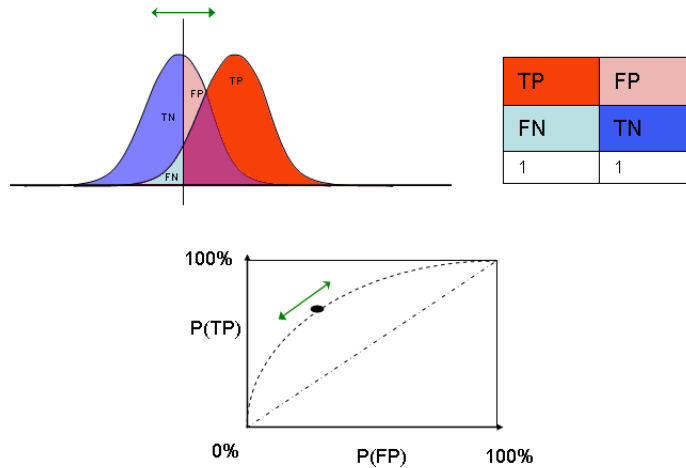 TP
FP
TN
FN
TP FP
FN TN
1 1
100%
P(TP)
0%
P(FP)
100%